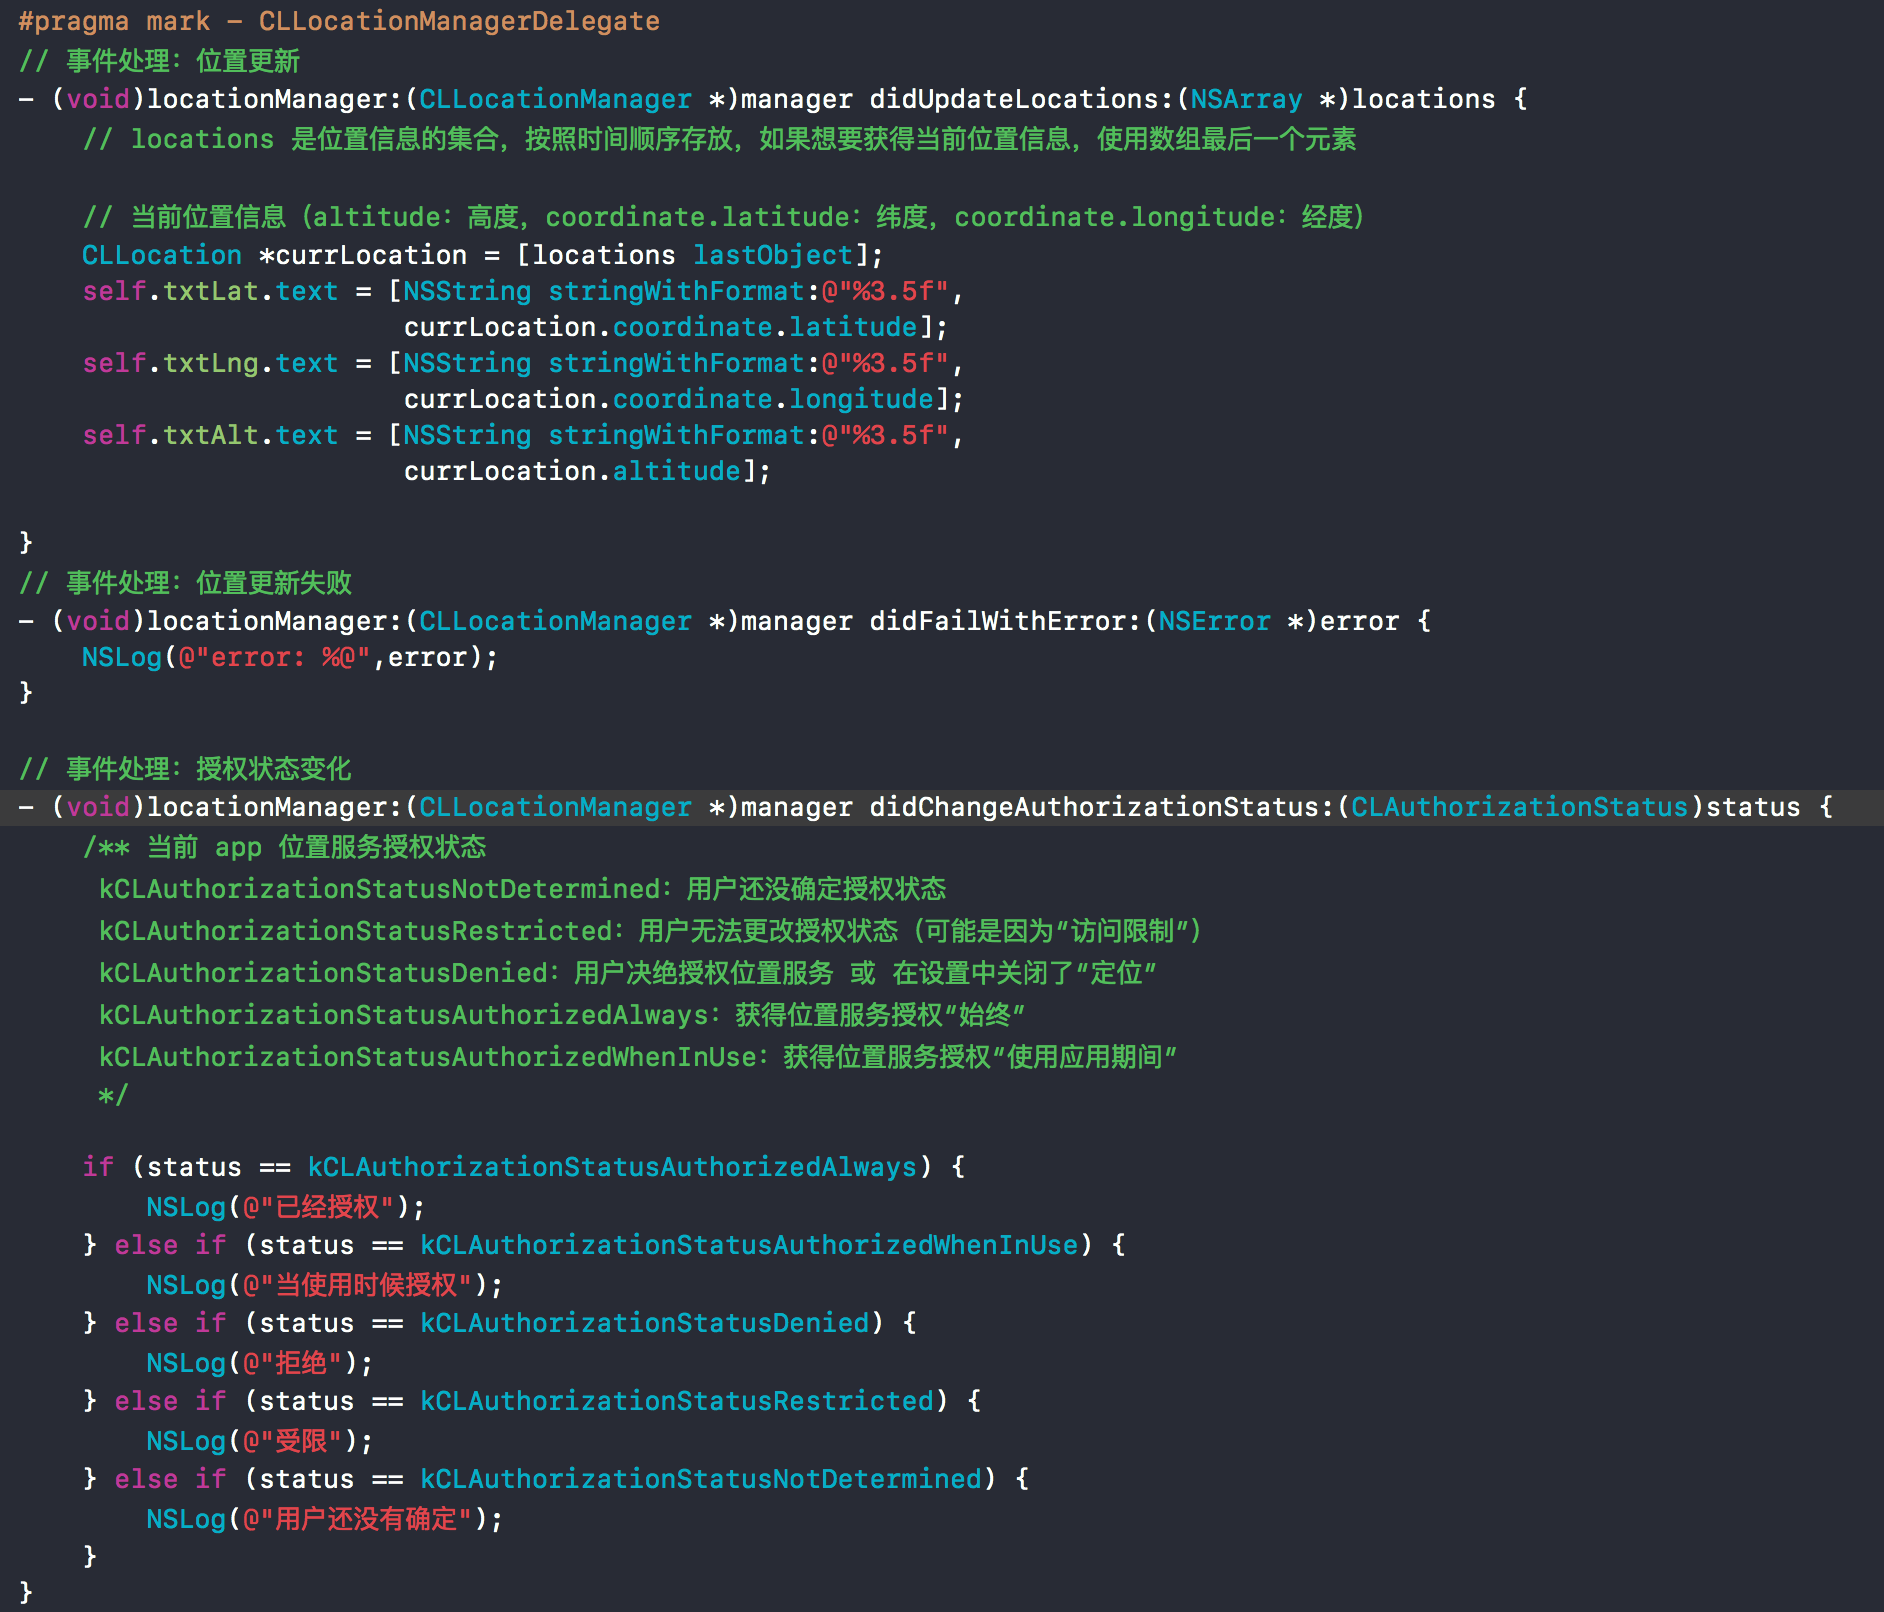 #pragma mark - CLLocationManagerDelegate
// 事件处理：位置更新
- (void)locationManager:(CLLocationManager *)manager didUpdateLocations:(NSArray *)locations {
    // locations 是位置信息的集合，按照时间顺序存放，如果想要获得当前位置信息，使用数组最后一个元素
    // 当前位置信息（altitude：高度，coordinate.latitude：纬度，coordinate.longitude：经度）
    CLLocation *currLocation = [locations lastObject];
    self.txtLat.text = [NSString stringWithFormat:@"%3.5f",
                        currLocation.coordinate.latitude];
    self.txtLng.text = [NSString stringWithFormat:@"%3.5f",
                        currLocation.coordinate.longitude];
    self.txtAlt.text = [NSString stringWithFormat:@"%3.5f",
                        currLocation.altitude];
}
// 事件处理：位置更新失败
- (void)locationManager:(CLLocationManager *)manager didFailWithError:(NSError *)error {
    NSLog(@"error: %@",error);
}
// 事件处理：授权状态变化
- (void)locationManager:(CLLocationManager *)manager didChangeAuthorizationStatus:(CLAuthorizationStatus)status {
    /** 当前 app 位置服务授权状态
     kCLAuthorizationStatusNotDetermined：用户还没确定授权状态
     kCLAuthorizationStatusRestricted：用户无法更改授权状态（可能是因为“访问限制”）
     kCLAuthorizationStatusDenied：用户决绝授权位置服务 或 在设置中关闭了“定位”
     kCLAuthorizationStatusAuthorizedAlways：获得位置服务授权“始终”
     kCLAuthorizationStatusAuthorizedWhenInUse：获得位置服务授权“使用应用期间”
     */
    if (status == kCLAuthorizationStatusAuthorizedAlways) {
        NSLog(@"已经授权");
    } else if (status == kCLAuthorizationStatusAuthorizedWhenInUse) {
        NSLog(@"当使用时候授权");
    } else if (status == kCLAuthorizationStatusDenied) {
        NSLog(@"拒绝");
    } else if (status == kCLAuthorizationStatusRestricted) {
        NSLog(@"受限");
    } else if (status == kCLAuthorizationStatusNotDetermined) {
        NSLog(@"用户还没有确定");
    }
}